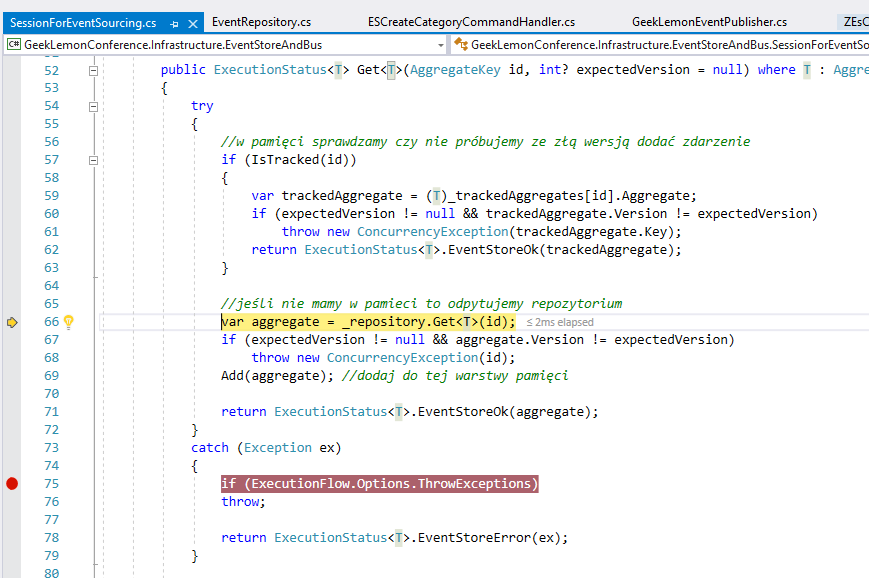 SessionForEventSourcing.cs EventRepository.cs ESCreateCategoryCommandHandler.cs GeekLemonEventPublisher.cs ZEsC
C# GeekLemonConference.Infrastructure.EventStoreAndBus GeekLemonConference.Infrastructure.EventStoreAndBus.SessionForEventSo
52 public ExecutionStatus<T> Get<T>(AggregateKey id, int? expectedVersion = null) where T : Aggre
53 {
54 try
55 {
56 //w pamięci sprawdzamy czy nie próbujemy ze złą wersją dodać zdarzenie
57 if (IsTracked(id))
58 {
59 var trackedAggregate = (T)_trackedAggregates[id].Aggregate;
60 if (expectedVersion != null && trackedAggregate.Version != expectedVersion)
61 throw new ConcurrencyException(trackedAggregate.Key);
62 return ExecutionStatus<T>.EventStoreOk(trackedAggregate);
63 }
64
65 //jeśli nie mamy w pamieci to odpytujemy repozytorium
66 var aggregate = _repository.Get<T>(id); ≤ 2ms elapsed
67 if (expectedVersion != null && aggregate.Version != expectedVersion)
68 throw new ConcurrencyException(id);
69 Add(aggregate); //dodaj do tej warstwy pamięci
70
71 return ExecutionStatus<T>.EventStoreOk(aggregate);
72 }
73 catch (Exception ex)
74 {
75 if (ExecutionFlow.Options.ThrowExceptions)
76 throw;
77
78 return ExecutionStatus<T>.EventStoreError(ex);
79 }
80